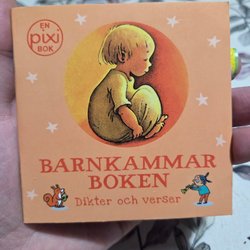 EN
pixi
BOK
BARNKAMMAR
BOKEN
Dikter och verser